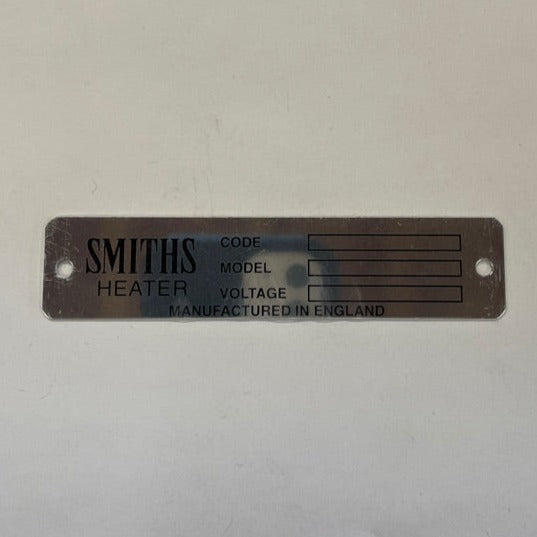 SMITHS
HEATER
CODE
MODEL
VOLTAGE
MANUFACTURED IN ENGLAND